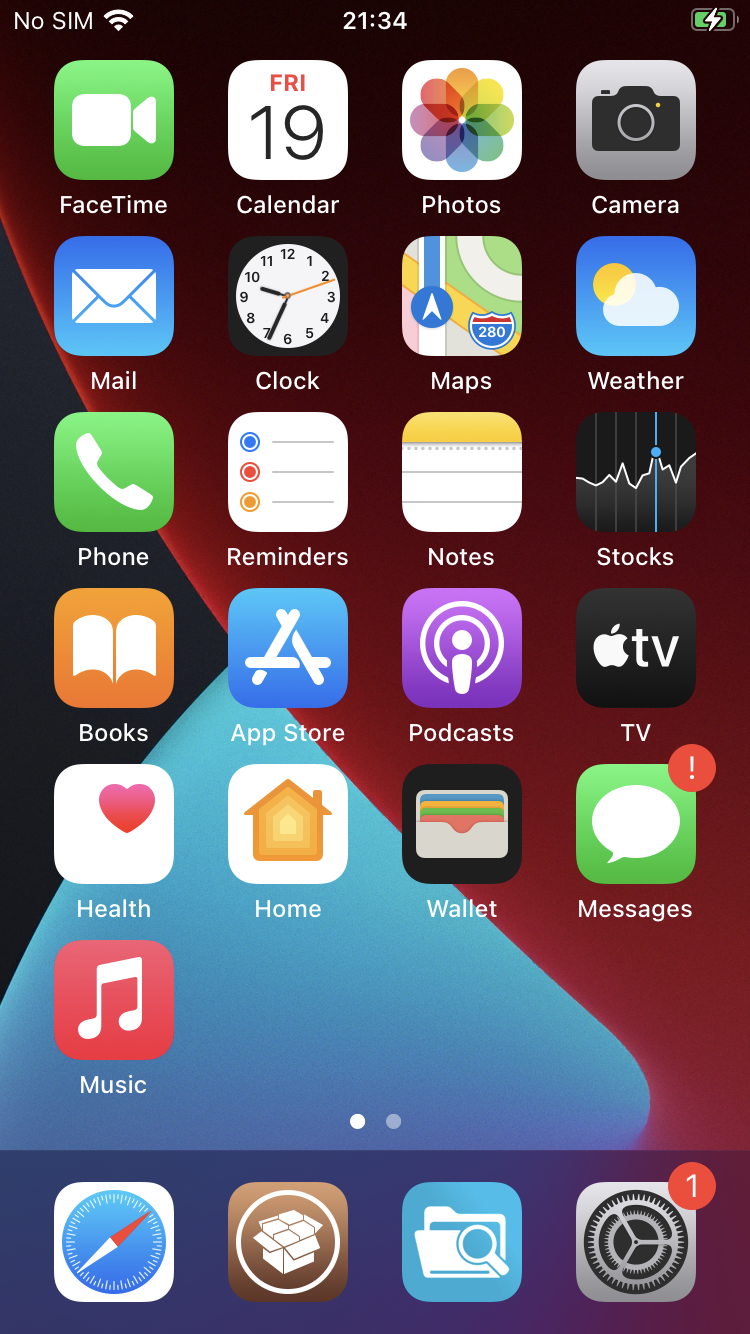 No SIM 21:34
FRI
19
FaceTime Calendar Photos Camera
12
11 1
10 2
9 3
8 4
7 5
6
280
Mail Clock Maps Weather
Phone Reminders Notes Stocks
tv
Books App Store Podcasts TV
!
Health Home Wallet Messages
Music
1